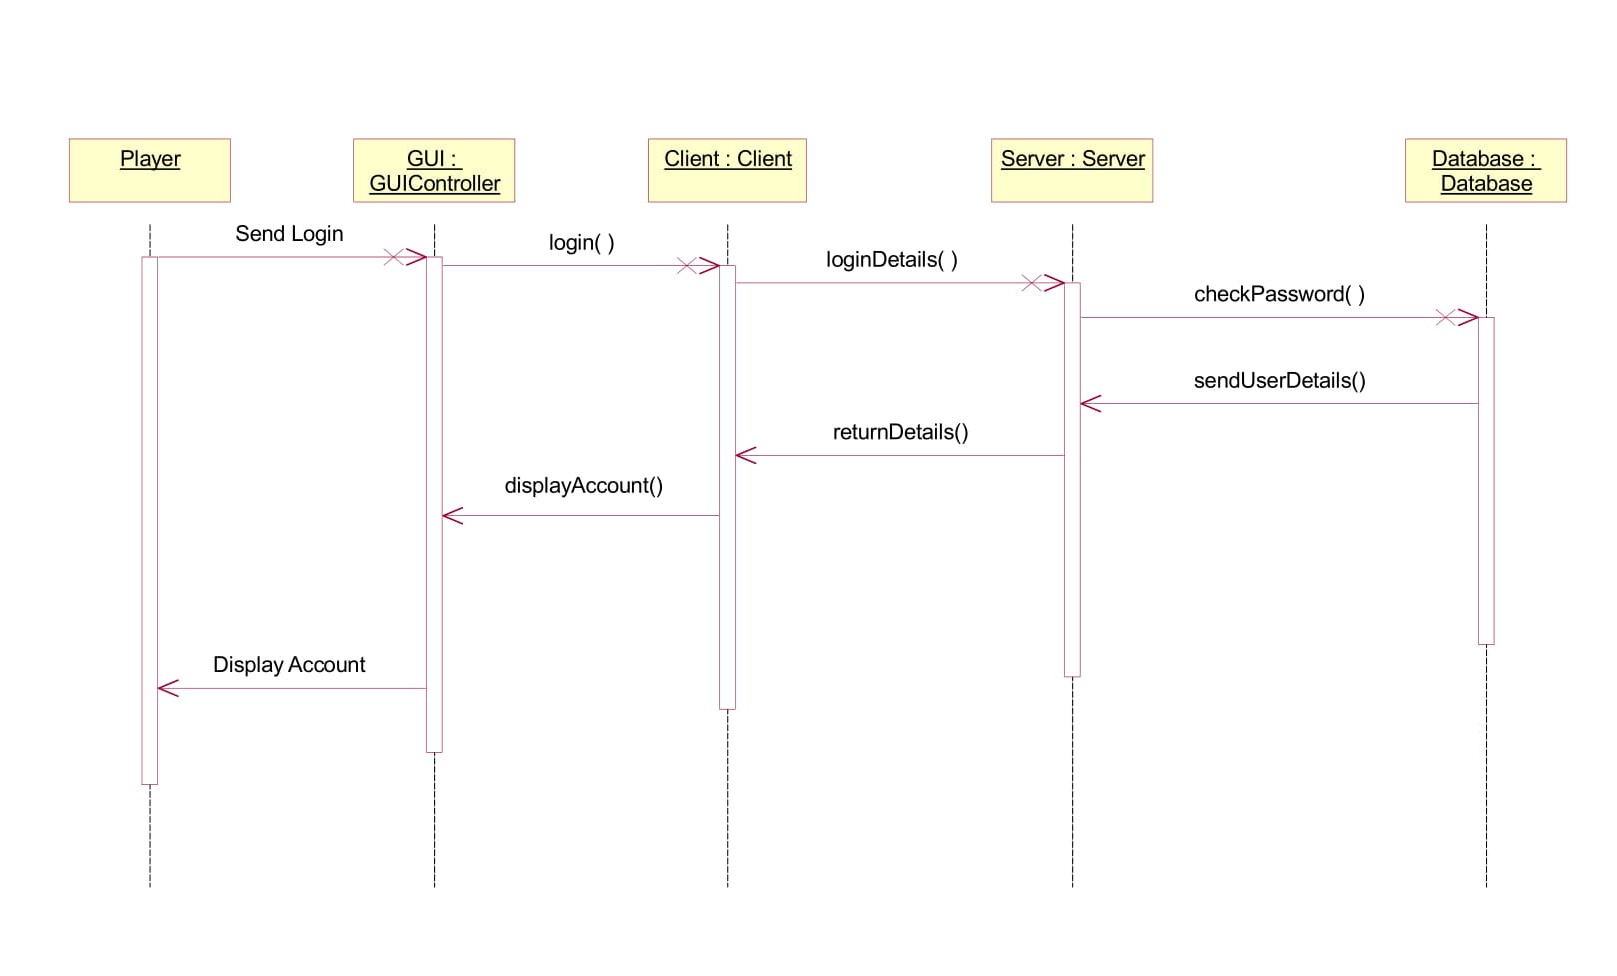 Player
GUI :
GUIController
Client : Client
Server : Server
Database :
Database
Send Login
login( )
loginDetails( )
checkPassword( )
sendUserDetails()
returnDetails()
displayAccount()
Display Account